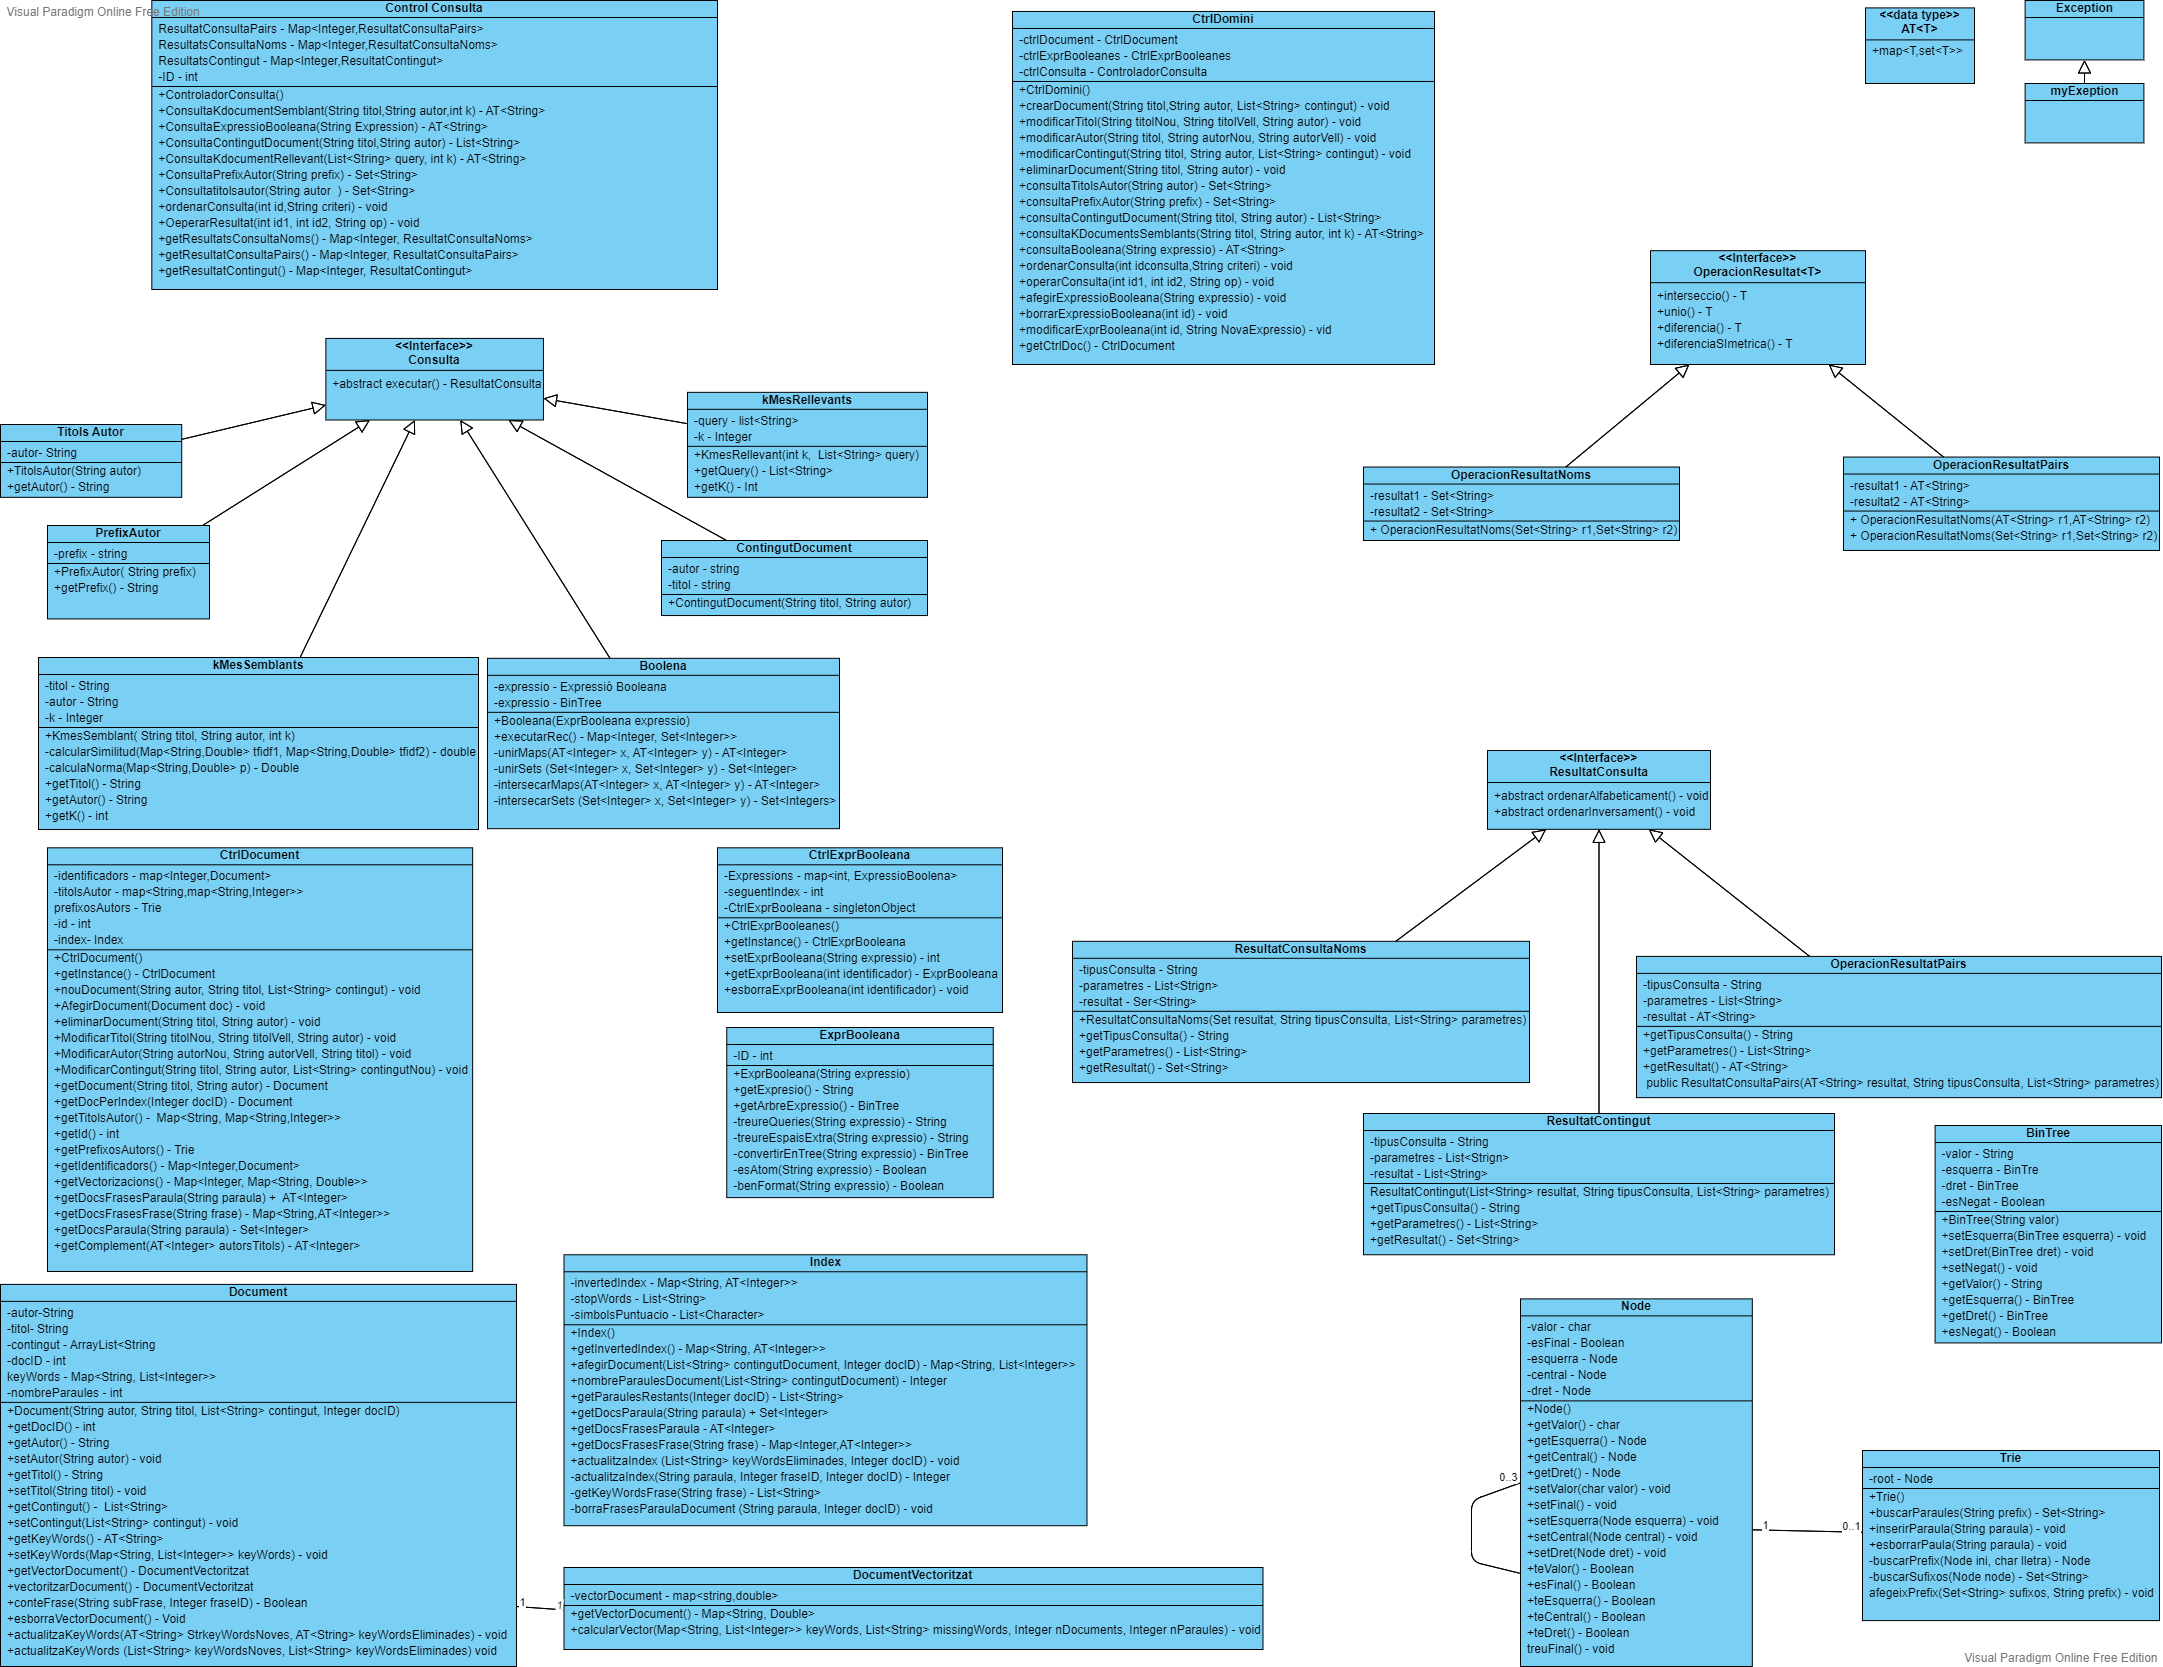 Visual Paradigm Online Free Edition
Control Consulta
ResultatConsultaPairs - Map<Integer,ResultatConsultaPairs>
ResultatsConsultaNoms - Map<Integer,ResultatConsultaNoms>
ResultatsContingut - Map<Integer,ResultatContingut>
-ID - int
+ControladorConsulta()
+ConsultaKdocumentSemblant(String titol,String autor,int k) - AT<String>
+ConsultaExpressioBooleana(String Expression) - AT<String>
+ConsultaContingutDocument(String titol,String autor) - List<String>
+ConsultaKdocumentRellevant(List<String> query, int k) - AT<String>
+ConsultaPrefixAutor(String prefix) - Set<String>
+Consultatitolsautor(String autor  ) - Set<String>
+ordenarConsulta(int id,String criteri) - void
+OeperarResultat(int id1, int id2, String op) - void
+getResultatsConsultaNoms() - Map<Integer, ResultatConsultaNoms>
+getResultatConsultaPairs() - Map<Integer, ResultatConsultaPairs>
+getResultatContingut() - Map<Integer, ResultatContingut>
CtrlDomini
-ctrlDocument - CtrlDocument
-ctrlExprBooleanes - CtrlExprBooleanes
-ctrlConsulta - ControladorConsulta
+CtrlDomini()
+crearDocument(String titol,String autor, List<String> contingut) - void
+modificarTitol(String titolNou, String titolVell, String autor) - void
+modificarAutor(String titol, String autorNou, String autorVell) - void
+modificarContingut(String titol, String autor, List<String> contingut) - void
+eliminarDocument(String titol, String autor) - void
+consultaTitolsAutor(String autor) - Set<String>
+consultaPrefixAutor(String prefix) - Set<String>
+consultaContingutDocument(String titol, String autor) - List<String>
+consultaKDocumentsSemblants(String titol, String autor, int k) - AT<String>
+consultaBooleana(String expressio) - AT<String>
+ordenarConsulta(int idconsulta,String criteri) - void
+operarConsulta(int id1, int id2, String op) - void
+afegirExpressioBooleana(String expressio) - void
+borrarExpressioBooleana(int id) - void
+modificarExprBooleana(int id, String NovaExpressio) - vid
+getCtrlDoc() - CtrlDocument
<<data type>>
AT<T>
+map<T,set<T>>
Exception
myExeption
<<Interface>>
OperacionResultat<T>
+interseccio() - T
+unio() - T
+diferencia() - T
+diferenciaSImetrica() - T
OperacionResultatNoms
-resultat1 - Set<String>
-resultat2 - Set<String>
+ OperacionResultatNoms(Set<String> r1,Set<String> r2)
OperacionResultatPairs
-resultat1 - AT<String>
-resultat2 - AT<String>
+ OperacionResultatNoms(AT<String> r1,AT<String> r2)
+ OperacionResultatNoms(Set<String> r1,Set<String> r2)
<<Interface>>
Consulta
+abstract executar() - ResultatConsulta
Titols Autor
-autor- String
+TitolsAutor(String autor)
+getAutor() - String
kMesRellevants
-query - list<String>
-k - Integer
+KmesRellevant(int k,  List<String> query)
+getQuery() - List<String>
+getK() - Int
PrefixAutor
-prefix - string
+PrefixAutor( String prefix)
+getPrefix() - String
ContingutDocument
-autor - string
-titol - string
+ContingutDocument(String titol, String autor)
kMesSemblants
-titol - String
-autor - String
-k - Integer
+KmesSemblant( String titol, String autor, int k)
-calcularSimilitud(Map<String,Double> tfidf1, Map<String,Double> tfidf2) - double
-calculaNorma(Map<String,Double> p) - Double
+getTitol() - String
+getAutor() - String
+getK() - int
Boolena
-expressio - Expressió Booleana
-expressio - BinTree
+Booleana(ExprBooleana expressio)
+executarRec() - Map<Integer, Set<Integer>>
-unirMaps(AT<Integer> x, AT<Integer> y) - AT<Integer>
-unirSets (Set<Integer> x, Set<Integer> y) - Set<Integer>
-intersecarMaps(AT<Integer> x, AT<Integer> y) - AT<Integer>
-intersecarSets (Set<Integer> x, Set<Integer> y) - Set<Integers>
<<Interface>>
ResultatConsulta
+abstract ordenarAlfabeticament() - void
+abstract ordenarInversament() - void
CtrlDocument
-identificadors - map<Integer,Document>
-titolsAutor - map<String,map<String,Integer>>
prefixosAutors - Trie
-id - int
-index- Index
+CtrlDocument()
+getInstance() - CtrlDocument
+nouDocument(String autor, String titol, List<String> contingut) - void
+AfegirDocument(Document doc) - void
+eliminarDocument(String titol, String autor) - void
+ModificarTitol(String titolNou, String titolVell, String autor) - void
+ModificarAutor(String autorNou, String autorVell, String titol) - void
+ModificarContingut(String titol, String autor, List<String> contingutNou) - void
+getDocument(String titol, String autor) - Document
+getDocPerIndex(Integer docID) - Document
+getTitolsAutor() -  Map<String, Map<String,Integer>>
+getId() - int
+getPrefixosAutors() - Trie
+getIdentificadors() - Map<Integer,Document>
+getVectorizacions() - Map<Integer, Map<String, Double>>
+getDocsFrasesParaula(String paraula) +  AT<Integer>
+getDocsFrasesFrase(String frase) - Map<String,AT<Integer>>
+getDocsParaula(String paraula) - Set<Integer>
+getComplement(AT<Integer> autorsTitols) - AT<Integer>
CtrlExprBooleana
-Expressions - map<int, ExpressioBoolena>
-seguentIndex - int
-CtrlExprBooleana - singletonObject
+CtrlExprBooleanes()
+getInstance() - CtrlExprBooleana
+setExprBooleana(String expressio) - int
+getExprBooleana(int identificador) - ExprBooleana
+esborraExprBooleana(int identificador) - void
ExprBooleana
-ID - int
+ExprBooleana(String expressio)
+getExpresio() - String
+getArbreExpressio() - BinTree
-treureQueries(String expressio) - String
-treureEspaisExtra(String expressio) - String
-convertirEnTree(String expressio) - BinTree
-esAtom(String expressio) - Boolean
-benFormat(String expressio) - Boolean
ResultatConsultaNoms
-tipusConsulta - String
-parametres - List<Strign>
-resultat - Ser<String>
+ResultatConsultaNoms(Set resultat, String tipusConsulta, List<String> parametres)
+getTipusConsulta() - String
+getParametres() - List<String>
+getResultat() - Set<String>
OperacionResultatPairs
-tipusConsulta - String
-parametres - List<String>
-resultat - AT<String>
+getTipusConsulta() - String
+getParametres() - List<String>
+getResultat() - AT<String>
public ResultatConsultaPairs(AT<String> resultat, String tipusConsulta, List<String> parametres)
ResultatContingut
-tipusConsulta - String
-parametres - List<Strign>
-resultat - List<String>
ResultatContingut(List<String> resultat, String tipusConsulta, List<String> parametres)
+getTipusConsulta() - String
+getParametres() - List<String>
+getResultat() - Set<String>
BinTree
-valor - String
-esquerra - BinTre
-dret - BinTree
-esNegat - Boolean
+BinTree(String valor)
+setEsquerra(BinTree esquerra) - void
+setDret(BinTree dret) - void
+setNegat() - void
+getValor() - String
+getEsquerra() - BinTree
+getDret() - BinTree
+esNegat() - Boolean
Document
-autor-String
-titol- String
-contingut - ArrayList<String
-docID - int
keyWords - Map<String, List<Integer>>
-nombreParaules - int
+Document(String autor, String titol, List<String> contingut, Integer docID)
+getDocID() - int
+getAutor() - String
+setAutor(String autor) - void
+getTitol() - String
+setTitol(String titol) - void
+getContingut() -  List<String>
+setContingut(List<String> contingut) - void
+getKeyWords() - AT<String>
+setKeyWords(Map<String, List<Integer>> keyWords) - void
+getVectorDocument() - DocumentVectoritzat
+vectoritzarDocument() - DocumentVectoritzat
+conteFrase(String subFrase, Integer fraseID) - Boolean
+esborraVectorDocument() - Void
+actualitzaKeyWords(AT<String> StrkeyWordsNoves, AT<String> keyWordsEliminades) - void
+actualitzaKeyWords (List<String> keyWordsNoves, List<String> keyWordsEliminades) void
Index
-invertedIndex - Map<String, AT<Integer>>
-stopWords - List<String>
-simbolsPuntuacio - List<Character>
+Index()
+getInvertedIndex() - Map<String, AT<Integer>>
+afegirDocument(List<String> contingutDocument, Integer docID) - Map<String, List<Integer>>
+nombreParaulesDocument(List<String> contingutDocument) - Integer
+getParaulesRestants(Integer docID) - List<String>
+getDocsParaula(String paraula) + Set<Integer>
+getDocsFrasesParaula - AT<Integer>
+getDocsFrasesFrase(String frase) - Map<Integer,AT<Integer>>
+actualitzaIndex (List<String> keyWordsEliminades, Integer docID) - void
-actualitzaIndex(String paraula, Integer fraseID, Integer docID) - Integer
-getKeyWordsFrase(String frase) - List<String>
-borraFrasesParaulaDocument (String paraula, Integer docID) - void
1
1
DocumentVectoritzat
-vectorDocument - map<string,double>
+getVectorDocument() - Map<String, Double>
+calcularVector(Map<String, List<Integer>> keyWords, List<String> missingWords, Integer nDocuments, Integer nParaules) - void
Node
-valor - char
-esFinal - Boolean
-esquerra - Node
-central - Node
-dret - Node
+Node()
+getValor() - char
+getEsquerra() - Node
+getCentral() - Node
+getDret() - Node
+setValor(char valor) - void
+setFinal() - void
+setEsquerra(Node esquerra) - void
+setCentral(Node central) - void
+setDret(Node dret) - void
+teValor() - Boolean
+esFinal() - Boolean
+teEsquerra() - Boolean
+teCentral() - Boolean
+teDret() - Boolean
treuFinal() - void
0..3
1
0..1
Trie
-root - Node
+Trie()
+buscarParaules(String prefix) - Set<String>
+inserirParaula(String paraula) - void
+esborrarPaula(String paraula) - void
-buscarPrefix(Node ini, char lletra) - Node
-buscarSufixos(Node node) - Set<String>
afegeixPrefix(Set<String> sufixos, String prefix) - void
Visual Paradigm Online Free Edition